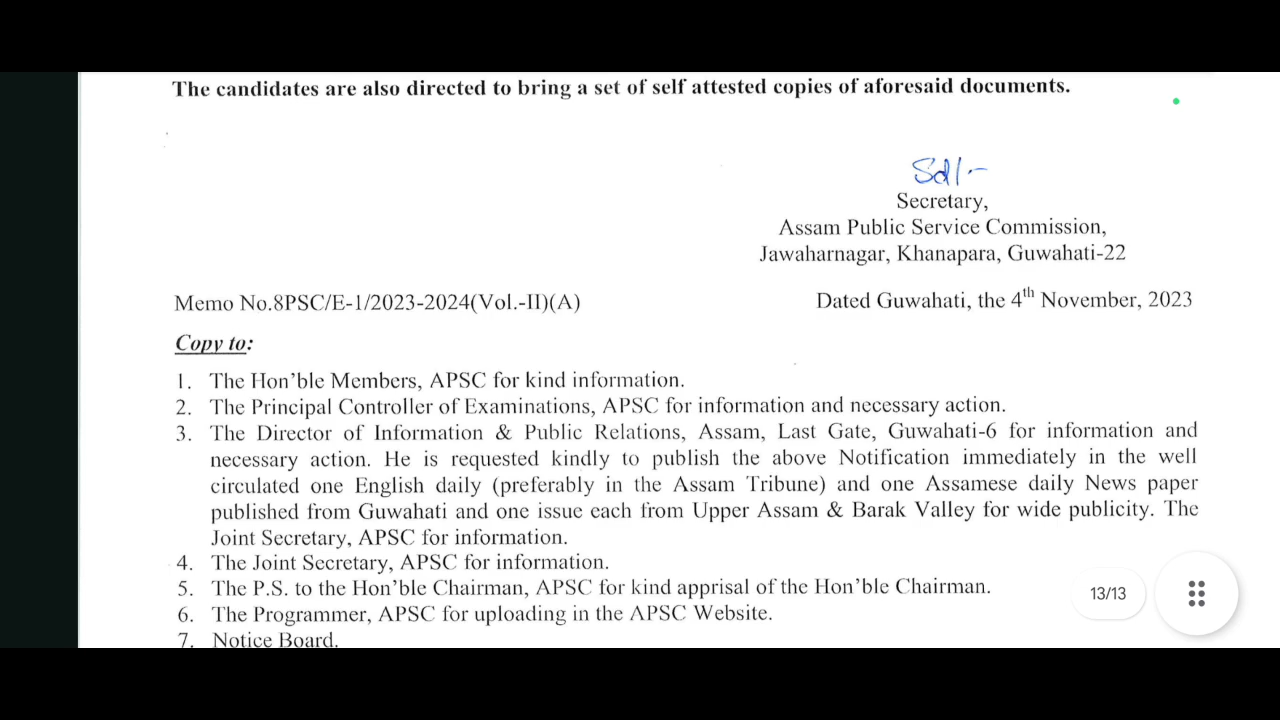 The candidates are also directed to bring a set of self attested copies of aforesaid documents.
Sd/-
Secretary,
Assam Public Service Commission,
Jawaharnagar, Khanapara, Guwahati-22
Memo No.8PSC/E-1/2023-2024(Vol.-II)(A) Dated Guwahati, the 4th November, 2023
Copy to:
1. The Hon'ble Members, APSC for kind information.
2. The Principal Controller of Examinations, APSC for information and necessary action.
3. The Director of Information & Public Relations, Assam, Last Gate, Guwahati-6 for information and
necessary action. He is requested kindly to publish the above Notification immediately in the well
circulated one English daily (preferably in the Assam Tribune) and one Assamese daily News paper
published from Guwahati and one issue each from Upper Assam & Barak Valley for wide publicity. The
Joint Secretary, APSC for information.
4. The Joint Secretary, APSC for information.
5. The P.S. to the Hon'ble Chairman, APSC for kind apprisal of the Hon'ble Chairman.
6. The Programmer, APSC for uploading in the APSC Website.
7. Notice Board.
13/13